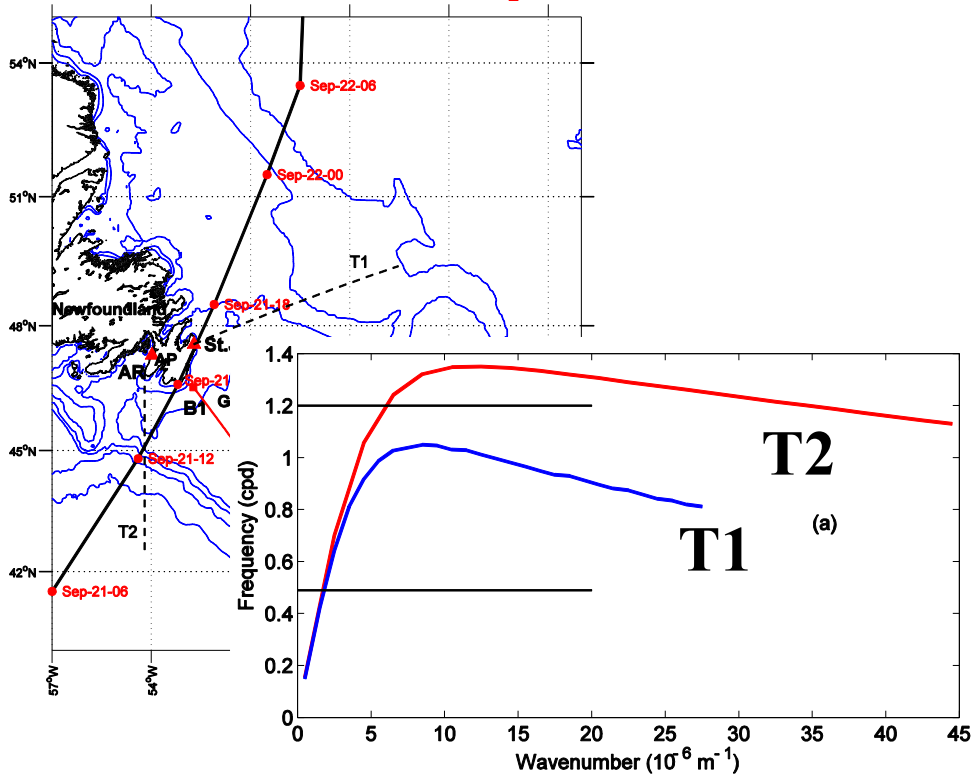 54°N
Sep-22-06
Sep-22-00
51°N
T1
Newfoundland
Sep-21-18
48°N
St.
AP
AR
Sep-21
B1
G
45°N
Sep-21-12
T2
42°N
Sep-21-06
57°W
54°W
1.4
1.2
1
0.8
0.6
0.4
0.2
0
Frequency (cpd)
T2
T1
(a)
0 5 10 15 20 25 30 35 40 45
Wavenumber (10⁻⁶ m⁻¹)